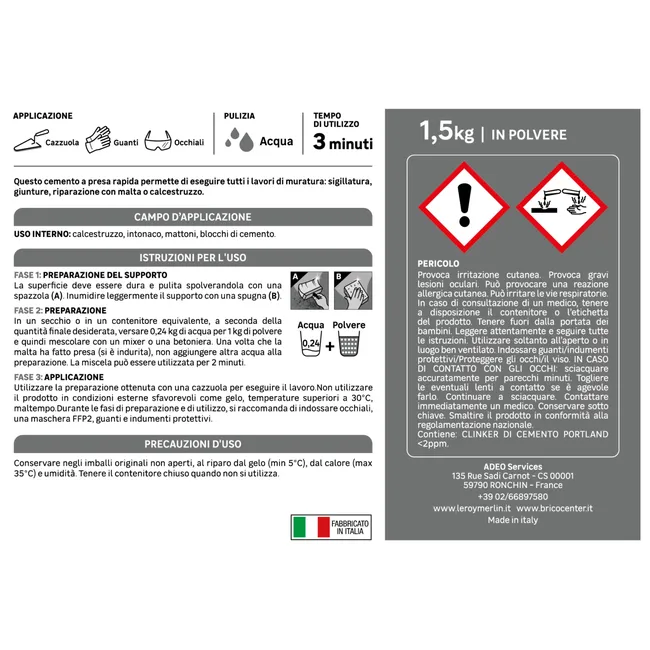 APPLICAZIONE
Cazzuola
Guanti
Occhiali
PULIZIA
Acqua
TEMPO
DI UTILIZZO
3 minuti
Questo cemento a presa rapida permette di eseguire tutti i lavori di muratura: sigillatura,
giunture, riparazione con malta o calcestruzzo.
CAMPO D'APPLICAZIONE
USO INTERNO: calcestruzzo, intonaco, mattoni, blocchi di cemento.
ISTRUZIONI PER L'USO
FASE 1: PREPARAZIONE DEL SUPPORTO
La superficie deve essere dura e pulita spolverandola con una
spazzola (A). Inumidire leggermente il supporto con una spugna (B).
A
B
FASE 2: PREPARAZIONE
In un secchio o in un contenitore equivalente, a seconda della
quantità finale desiderata, versare 0,24 kg di acqua per 1 kg di polvere
e quindi mescolare con un mixer o una betoniera. Una volta che la
malta ha fatto presa (si è indurita), non aggiungere altra acqua alla
preparazione. La miscela può essere utilizzata per 2 minuti.
Acqua
Polvere
0,24
+
FASE 3: APPLICAZIONE
Utilizzare la preparazione ottenuta con una cazzuola per eseguire il lavoro.Non utilizzare
il prodotto in condizioni esterne sfavorevoli come gelo, temperature superiori a 30°C,
maltempo.Durante le fasi di preparazione e di utilizzo, si raccomanda di indossare occhiali,
una maschera FFP2, guanti e indumenti protettivi.
PRECAUZIONI D'USO
Conservare negli imballi originali non aperti, al riparo dal gelo (min 5°C), dal calore (max
35°C) e umidità. Tenere il contenitore chiuso quando non si utilizza.
FABBRICATO
IN ITALIA
1,5kg | IN POLVERE
PERICOLO
Provoca irritazione cutanea. Provoca gravi
lesioni oculari. Può provocare una reazione
allergica cutanea. Può irritare le vie respiratorie.
In caso di consultazione di un medico, tenere
a disposizione il contenitore o l'etichetta
del prodotto. Tenere fuori dalla portata dei
bambini. Leggere attentamente e seguire tutte
le istruzioni. Utilizzare soltanto all'aperto o in
luogo ben ventilato. Indossare guanti/indumenti
protettivi/Proteggere gli occhi/il viso. IN CASO
DI CONTATTO CON GLI OCCHI: sciacquare
accuratamente per parecchi minuti. Togliere
le eventuali lenti a contatto se è agevole
farlo. Continuare a sciacquare. Contattare
immediatamente un medico. Conservare sotto
chiave. Smaltire il prodotto in conformità alla
regolamentazione nazionale.
Contiene: CLINKER DI CEMENTO PORTLAND
<2ppm.
ADEO Services
135 Rue Sadi Carnot - CS 00001
59790 RONCHIN - France
+39 02/66897580
www.leroymerlin.it www.bricocenter.it
Made in italy